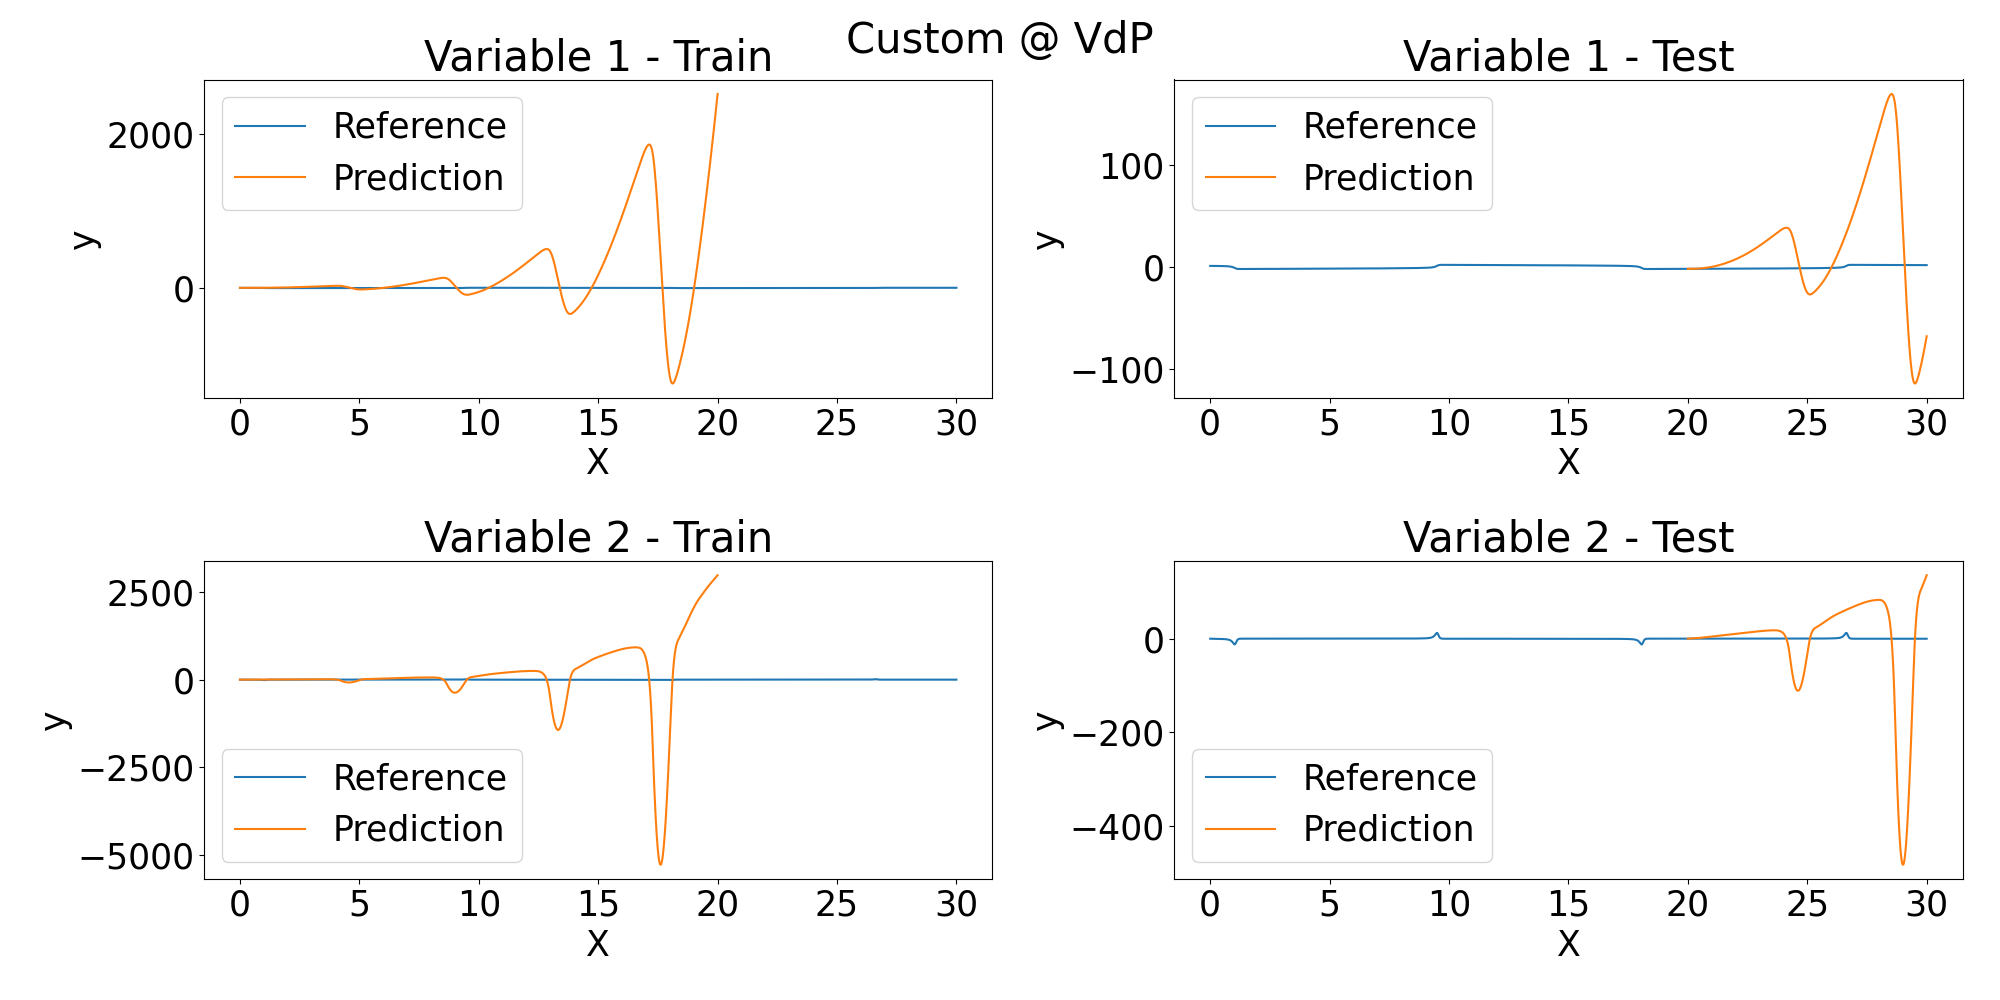 Custom @ VdP
Variable 1 - Train
2000
0
y
Reference
Prediction
0 5 10 15 20 25 30
X
Variable 1 - Test
100
0
−100
y
Reference
Prediction
0 5 10 15 20 25 30
X
Variable 2 - Train
2500
0
−2500
−5000
y
Reference
Prediction
0 5 10 15 20 25 30
X
Variable 2 - Test
0
−200
−400
y
Reference
Prediction
0 5 10 15 20 25 30
X